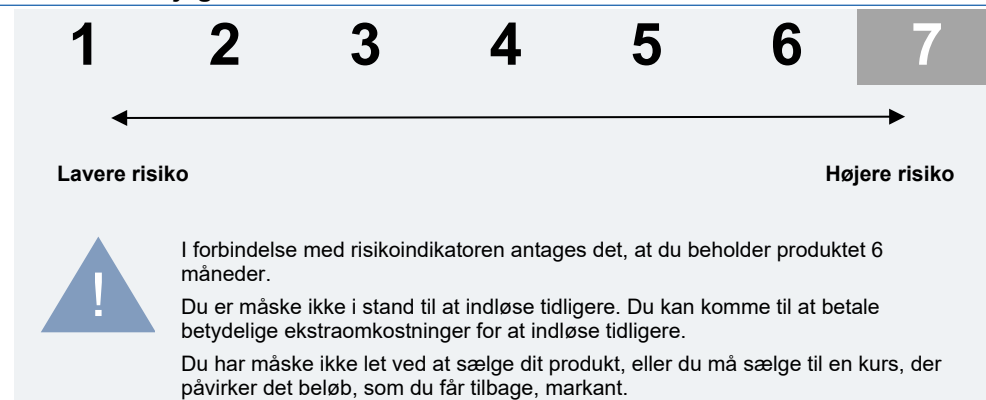 1 2 3 4 5 6 7
Lavere risiko Højere risiko
!
I forbindelse med risikoindikatoren antages det, at du beholder produktet 6
måneder.
Du er måske ikke i stand til at indløse tidligere. Du kan komme til at betale
betydelige ekstraomkostninger for at indløse tidligere.
Du har måske ikke let ved at sælge dit produkt, eller du må sælge til en kurs, der
påvirker det beløb, som du får tilbage, markant.